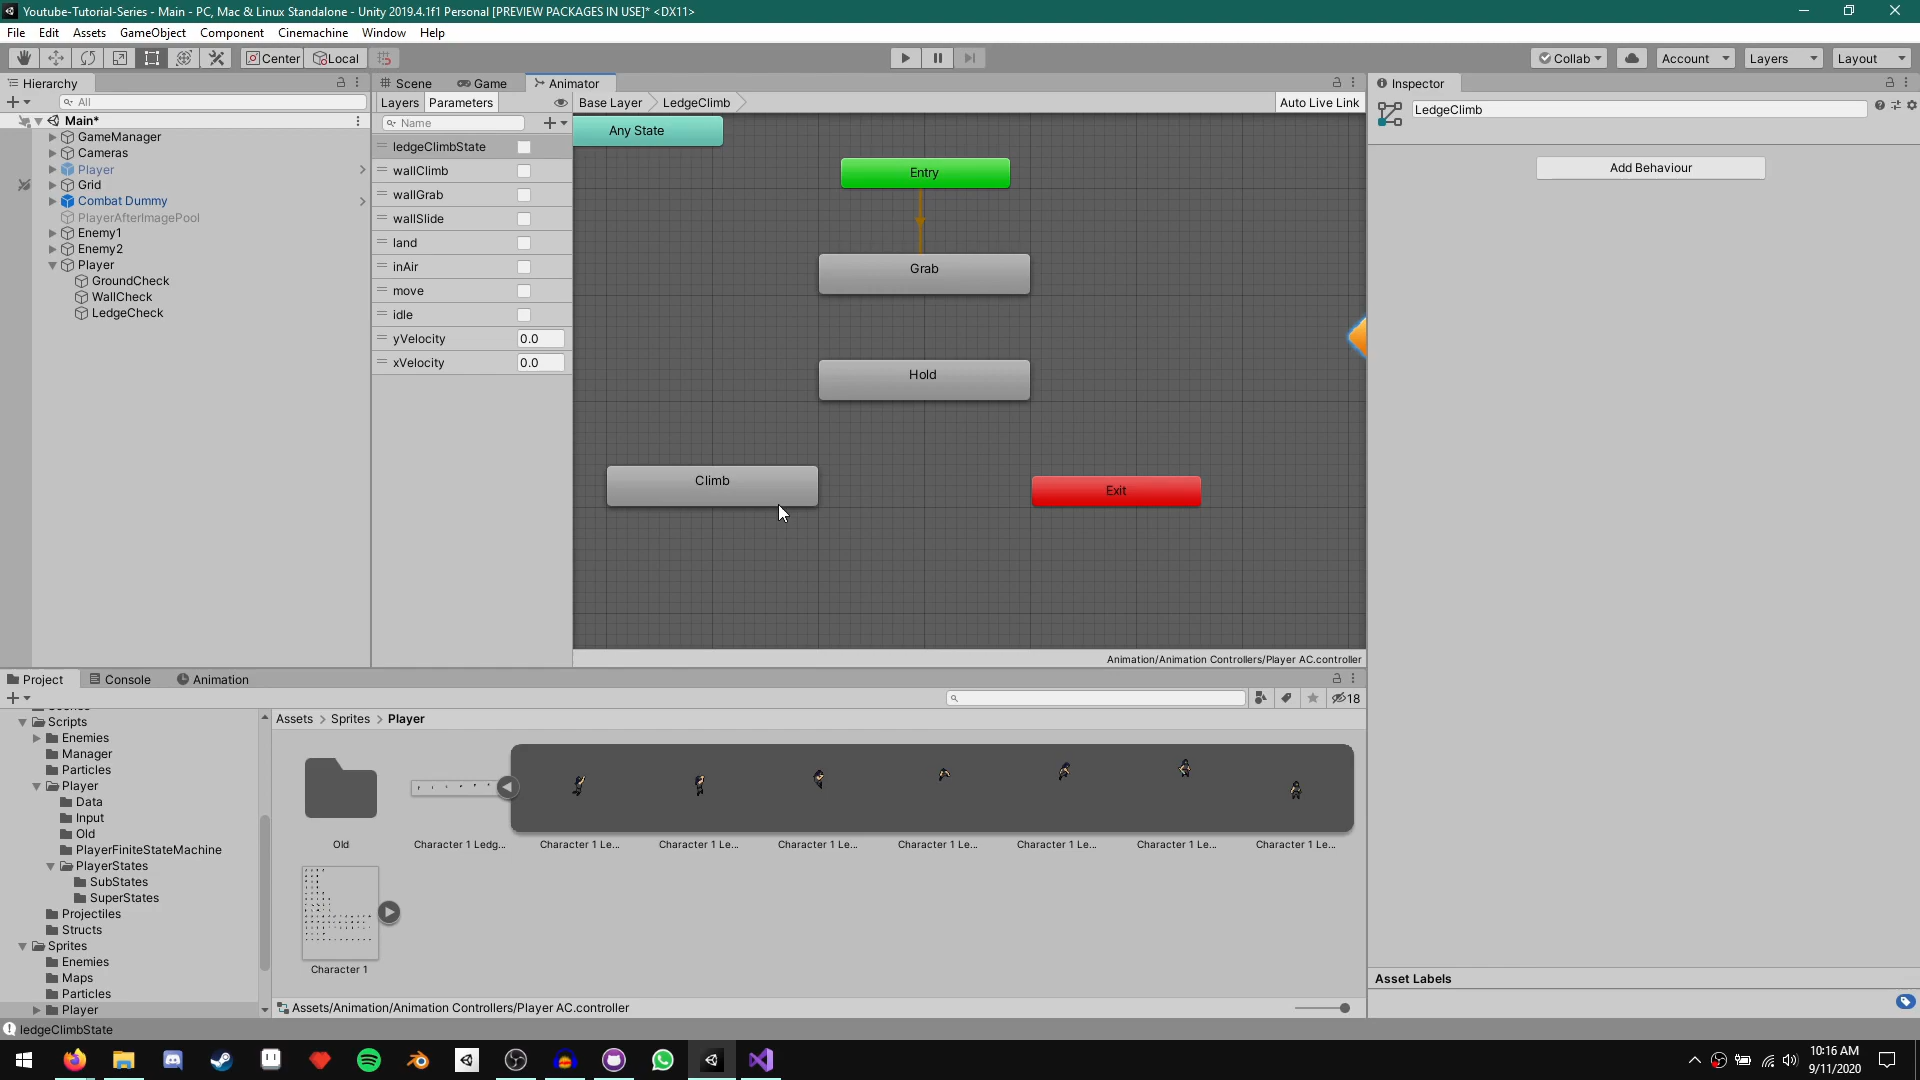 Youtube-Tutorial-Series - Main - PC, Mac & Linux Standalone - Unity 2019.4.1f1 Personal [PREVIEW PACKAGES IN USE]* <DX11>
File Edit Assets GameObject Component Cinemachine Window Help
Center Local Collab Account Layers Layout
Hierarchy
All
Main*
GameManager
Cameras
Player
Grid
Combat Dummy
PlayerAfterImagePool
Enemy1
Enemy2
Player
GroundCheck
WallCheck
LedgeCheck
Scene Game Animator
Layers Parameters Base Layer LedgeClimb Auto Live Link
Name
ledgeClimbState
wallClimb
wallGrab
wallSlide
land
inAir
move
idle
yVelocity 0.0
xVelocity 0.0
Any State
Entry
Grab
Hold
Climb
Exit
Animation/Animation Controllers/Player AC.controller
Inspector
LedgeClimb
Add Behaviour
Asset Labels
Project Console Animation
18
Scripts
Enemies
Manager
Particles
Player
Data
Input
Old
PlayerFiniteStateMachine
PlayerStates
SubStates
SuperStates
Projectiles
Structs
Sprites
Enemies
Maps
Particles
Player
Assets > Sprites > Player
Old
Character 1 Ledg...
Character 1 Le...
Character 1 Le...
Character 1 Le...
Character 1 Le...
Character 1 Le...
Character 1 Le...
Character 1 Le...
Character 1
Assets/Animation/Animation Controllers/Player AC.controller
ledgeClimbState
10:16 AM
9/11/2020